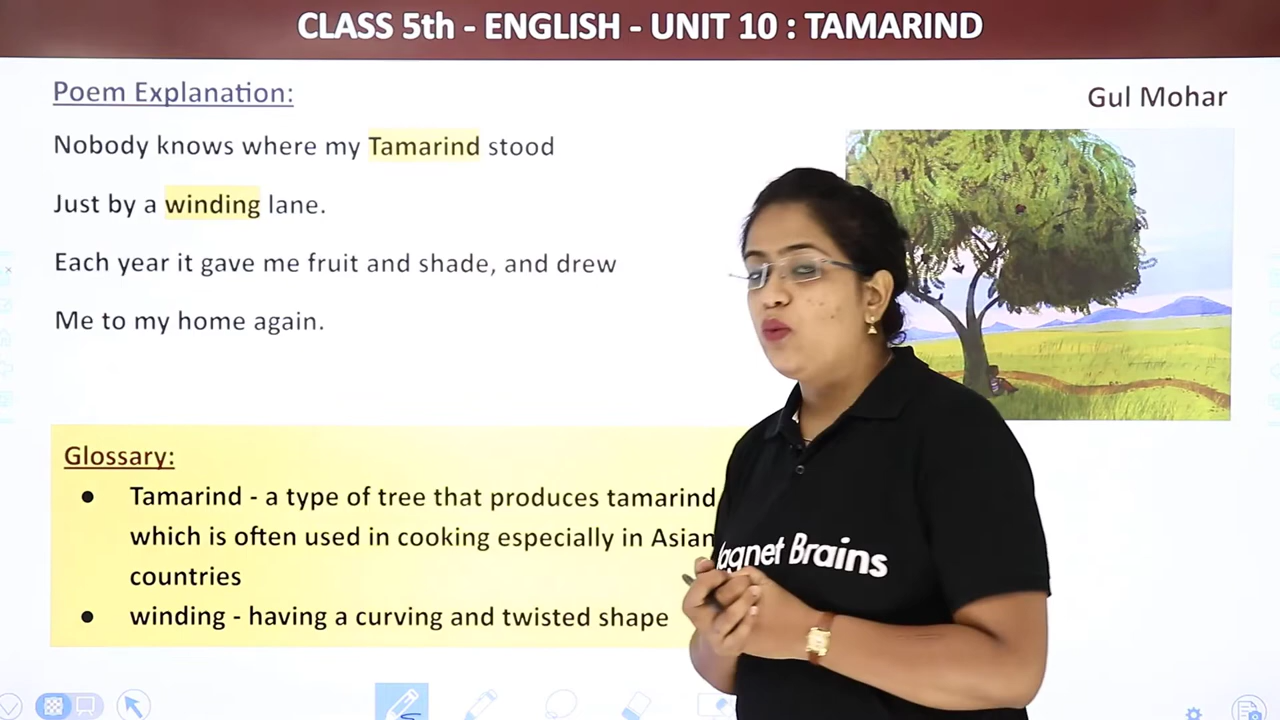 CLASS 5th - ENGLISH - UNIT 10 : TAMARIND
Poem Explanation:
Gul Mohar
Nobody knows where my Tamarind stood
Just by a winding lane.
Each year it gave me fruit and shade, and drew
Me to my home again.
Glossary:
● Tamarind - a type of tree that produces tamarind
which is often used in cooking especially in Asian
countries
● winding - having a curving and twisted shape
agnet Brains